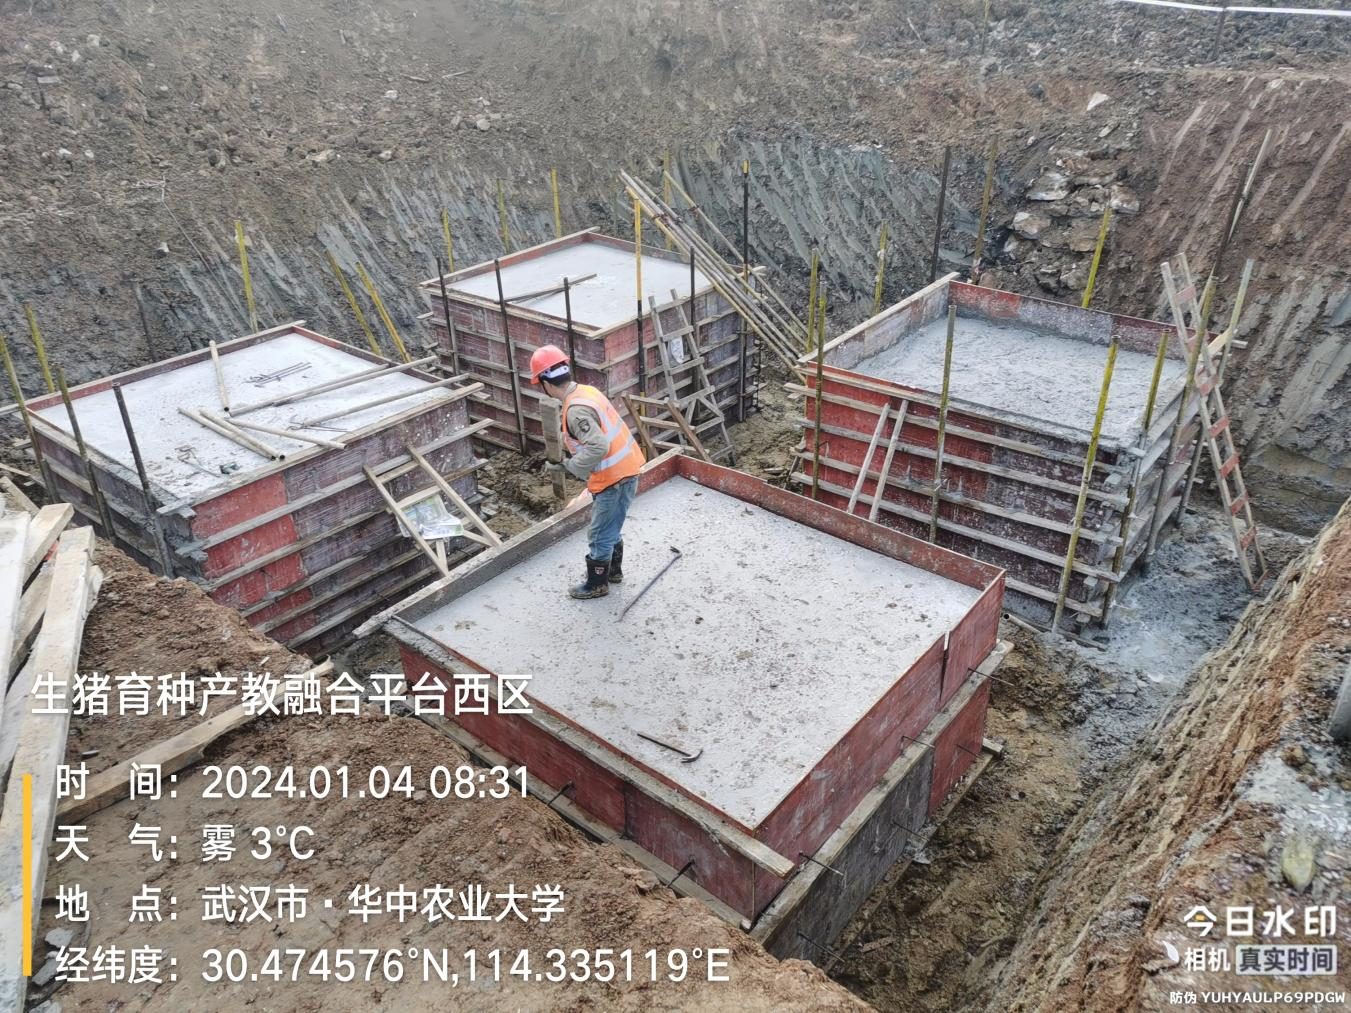 生猪育种产教融合平台西区
时 间：2024.01.04 08:31
天 气：雾 3℃
地 点：武汉市·华中农业大学
经纬度：30.474576°N,114.335119°E
今日水印
相机 真实时间
防伪 YUHYAULP69PDGW